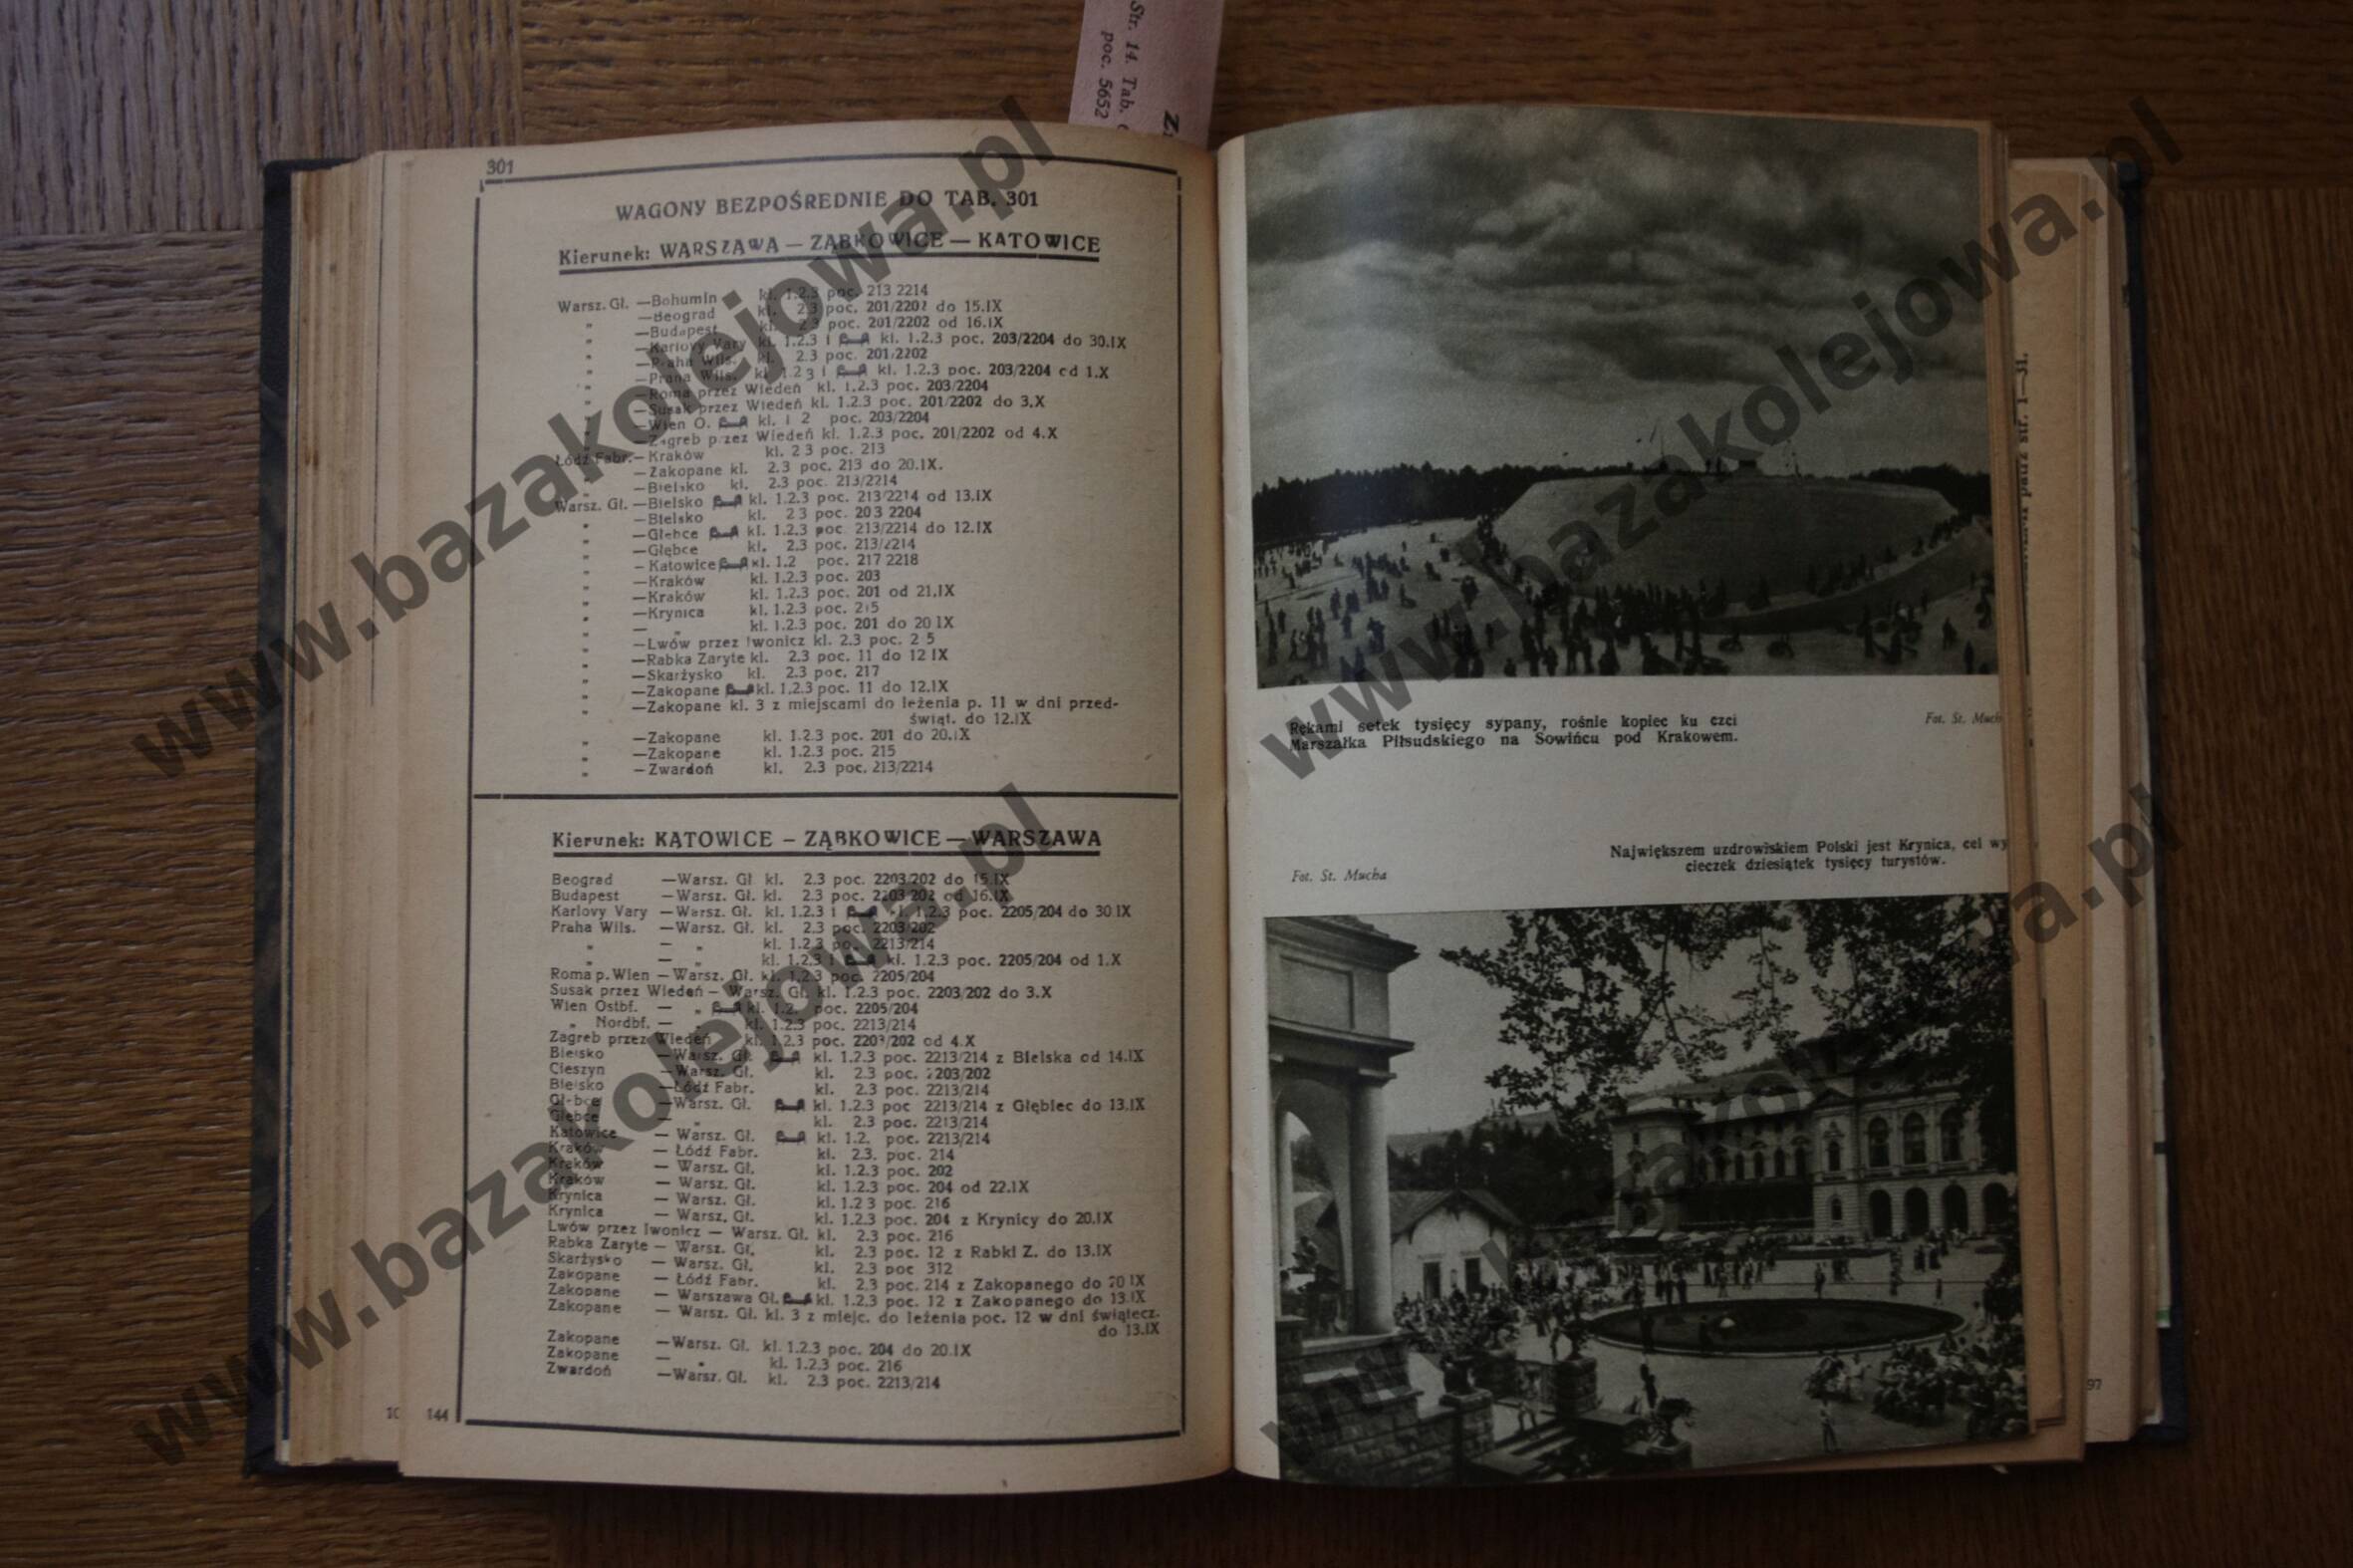 Str. 14. Tab.
poc. 5652
301
WAGONY BEZPOŚREDNIE DO TAB. 301
Kierunek: WARSZAWA — ZĄBKOWICE — KATOWICE
Warsz. Gł. —Bohumin kl. 1.2.3 poc. 213 2214
„ —Beograd kl. 2.3 poc. 201/2202 do 15.IX
„ —Budapest kl. 2.3 poc. 201/2202 od 16.IX
„ —Karlovy Vary kl. 1.2.3 i kl. 1.2.3 poc. 203/2204 do 30.IX
„ —Praha Wils. kl. 2.3 poc. 201/2202
„ —Praha Wils. kl. 1.2 3 i kl. 1.2.3 poc. 203/2204 od 1.X
„ —Roma przez Wiedeń kl. 1.2.3 poc. 203/2204
„ —Susak przez Wiedeń kl. 1.2.3 poc. 201/2202 do 3.X
„ —Wien O. kl. 1 2 poc. 203/2204
„ —Zagreb przez Wiedeń kl. 1.2.3 poc. 201/2202 od 4.X
Łódź Fabr.— Kraków kl. 2 3 poc. 213
„ —Zakopane kl. 2.3 poc. 213 do 20.IX.
„ —Bielsko kl. 2.3 poc. 213/2214
Warsz. Gł. —Bielsko kl. 1.2.3 poc. 213/2214 od 13.IX
„ —Bielsko kl. 2 3 poc. 203 2204
„ —Głębce kl. 1.2.3 poc. 213/2214 do 12.IX
„ —Głębce kl. 2.3 poc. 213/2214
„ — Katowice kl. 1.2 poc. 217 2218
„ —Kraków kl. 1.2.3 poc. 203
„ —Kraków kl. 1.2.3 poc. 201 od 21.IX
„ —Krynica kl. 1.2.3 poc. 215
„ — „ kl. 1.2.3 poc. 201 do 20 IX
„ —Lwów przez Iwonicz kl. 2.3 poc. 2 5
„ —Rabka Zaryte kl. 2.3 poc. 11 do 12 IX
„ —Skarżysko kl. 2.3 poc. 217
„ —Zakopane kl. 1.2.3 poc. 11 do 12.IX
„ —Zakopane kl. 3 z miejscami do leżenia p. 11 w dni przed-
świąt. do 12.IX
„ —Zakopane kl. 1.2.3 poc. 201 do 20.IX
„ —Zakopane kl. 1.2.3 poc. 215
„ —Zwardoń kl. 2.3 poc. 213/2214
Kierunek: KATOWICE – ZĄBKOWICE — WARSZAWA
Beograd —Warsz. Gł kl. 2.3 poc. 2203/202 do 15.IX
Budapest —Warsz. Gł. kl. 2.3 poc. 2203 202 od 16.IX
Karlovy Vary —Warsz. Gł. kl. 1.2.3 i kl. 1.2.3 poc. 2205/204 do 30 IX
Praha Wils. —Warsz. Gł. kl. 2.3 poc. 2203/202
„ — „ kl. 1.2.3 poc. 2213/214
„ — „ kl. 1.2.3 i kl. 1.2.3 poc. 2205/204 od 1.X
Roma p. Wien —Warsz. Gł. kl. 1.2.3 poc. 2205/204
Susak przez Wiedeń — Warsz. Gł. kl. 1.2.3 poc. 2203/202 do 3.X
Wien Ostbf. — „ kl. 1.2. poc. 2205/204
„ Nordbf. — „ kl. 1.2.3 poc. 2213/214
Zagreb przez Wiedeń kl. 1.2.3 poc. 2203/202 od 4.X
Bielsko —Warsz. Gł. kl. 1.2.3 poc. 2213/214 z Bielska od 14.IX
Cieszyn —Warsz. Gł. kl. 2.3 poc. 2203/202
Bielsko —Łódź Fabr. kl. 2.3 poc. 2213/214
Głębce —Warsz. Gł. kl. 1.2.3 poc 2213/214 z Głębiec do 13.IX
Głębce — „ kl. 2.3 poc. 2213/214
Katowice — Warsz. Gł. kl. 1.2. poc. 2213/214
Kraków — Łódź Fabr. kl. 2.3. poc. 214
Kraków — Warsz. Gł. kl. 1.2.3 poc. 202
Kraków — Warsz. Gł. kl. 1.2.3 poc. 204 od 22.IX
Krynica — Warsz. Gł. kl. 1.2 3 poc. 216
Krynica — Warsz. Gł. kl. 1.2.3 poc. 204 z Krynicy do 20.IX
Lwów przez Iwonicz — Warsz. Gł. kl. 2.3 poc. 216
Rabka Zaryte — Warsz. Gł. kl. 2.3 poc. 12 z Rabki Z. do 13.IX
Skarżysko — Warsz. Gł. kl. 2.3 poc 312
Zakopane — Łódź Fabr. kl. 2.3 poc. 214 z Zakopanego do 20 IX
Zakopane — Warszawa Gł. kl. 1.2.3 poc. 12 z Zakopanego do 13.IX
Zakopane — Warsz. Gł. kl. 3 z miejc. do leżenia poc. 12 w dni świątecz.
do 13.IX
Zakopane —Warsz. Gł. kl. 1.2.3 poc. 204 do 20.IX
Zakopane — „ kl. 1.2.3 poc. 216
Zwardoń —Warsz. Gł. kl. 2.3 poc. 2213/214
144
Rękami setek tysięcy sypany, rośnie kopiec ku czci
Marszałka Piłsudskiego na Sowińcu pod Krakowem.
Fot. St. Much
Największem uzdrowiskiem Polski jest Krynica, cel wy
cieczek dziesiątek tysięcy turystów.
Fot. St. Mucha
patrz str. 1—31.
97
www.bazakolejowa.pl
www.bazakolejowa.pl
www.bazakolejowa.pl
www.bazakolejowa.pl